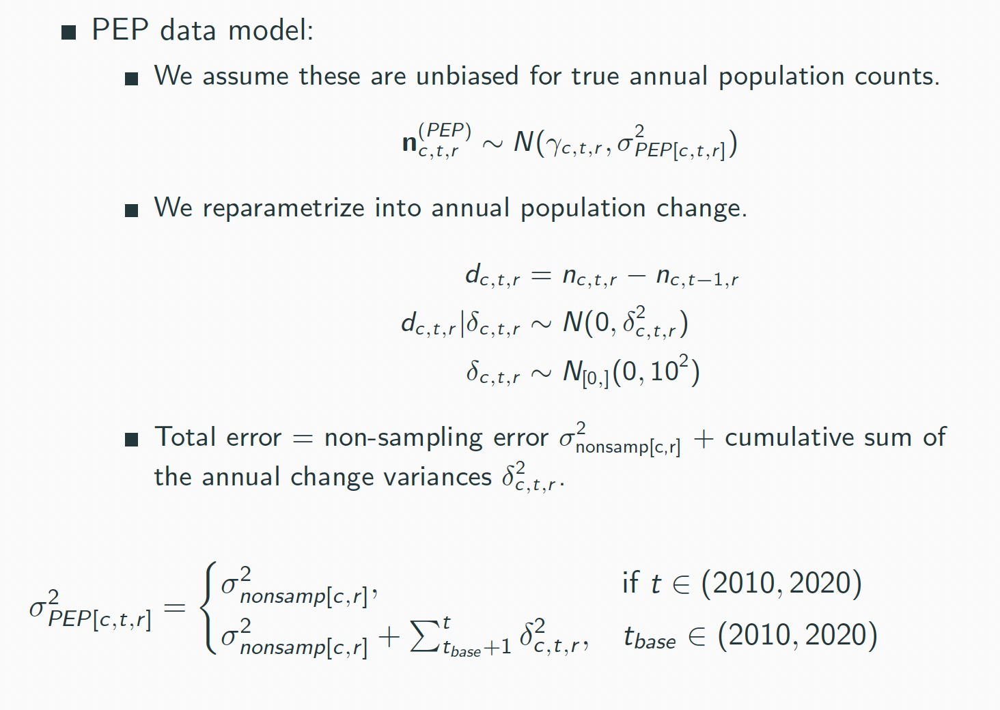 ■ PEP data model:
■ We assume these are unbiased for true annual population counts.
$\mathbf{n}^{(PEP)}_{c,t,r} \sim N(\gamma_{c,t,r}, \sigma^2_{PEP[c,t,r]})$
■ We reparametrize into annual population change.
$d_{c,t,r} = n_{c,t,r} - n_{c,t-1,r}$
$d_{c,t,r}|\delta_{c,t,r} \sim N(0, \delta^2_{c,t,r})$
$\delta_{c,t,r} \sim N_{[0,]}(0, 10^2)$
■ Total error = non-sampling error $\sigma^2_{\text{nonsamp[c,r]}}$ + cumulative sum of
the annual change variances $\delta^2_{c,t,r}$.
$\sigma^2_{PEP[c,t,r]} = \begin{cases} \sigma^2_{nonsamp[c,r]}, & \text{if } t \in (2010, 2020) \\ \sigma^2_{nonsamp[c,r]} + \sum^{t}_{t_{base}+1} \delta^2_{c,t,r}, & t_{base} \in (2010, 2020) \end{cases}$